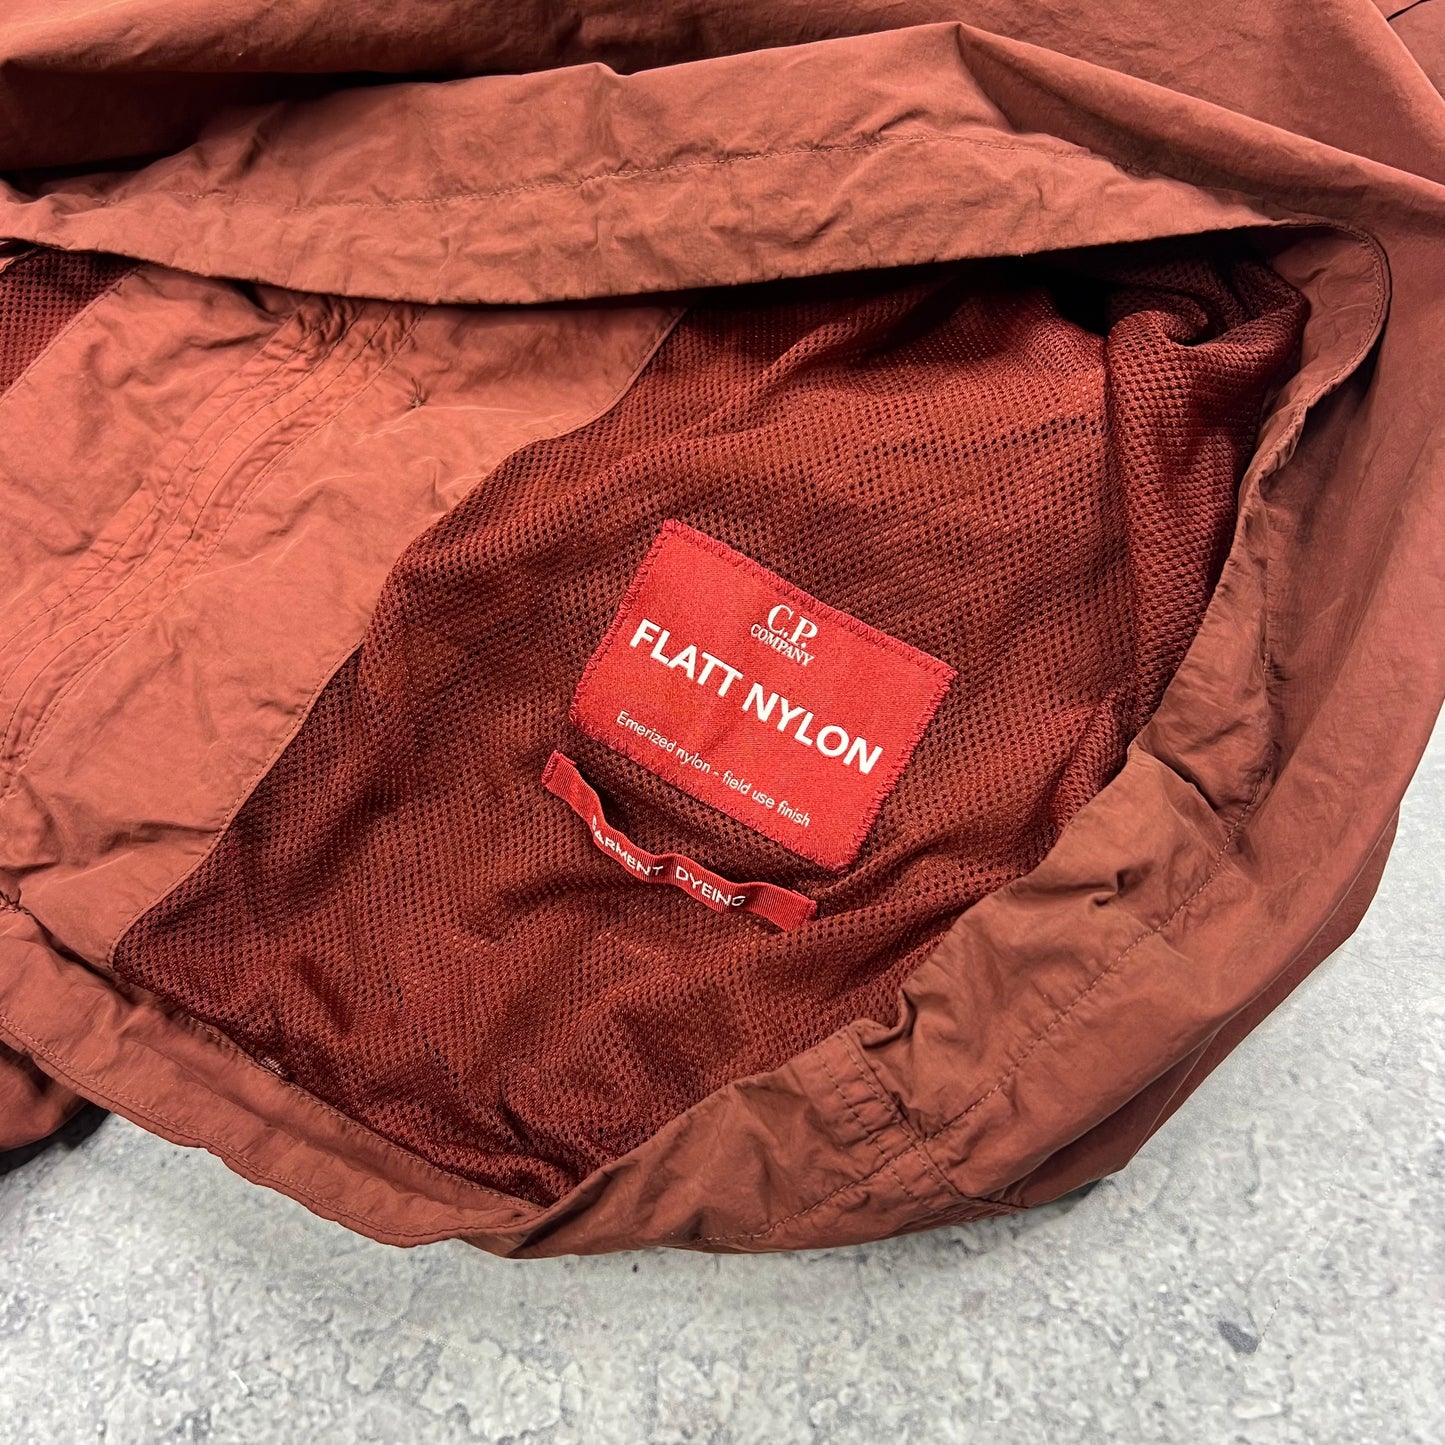 C.P.
COMPANY
FLATT NYLON
Emerized nylon - field use finish
GARMENT DYEING